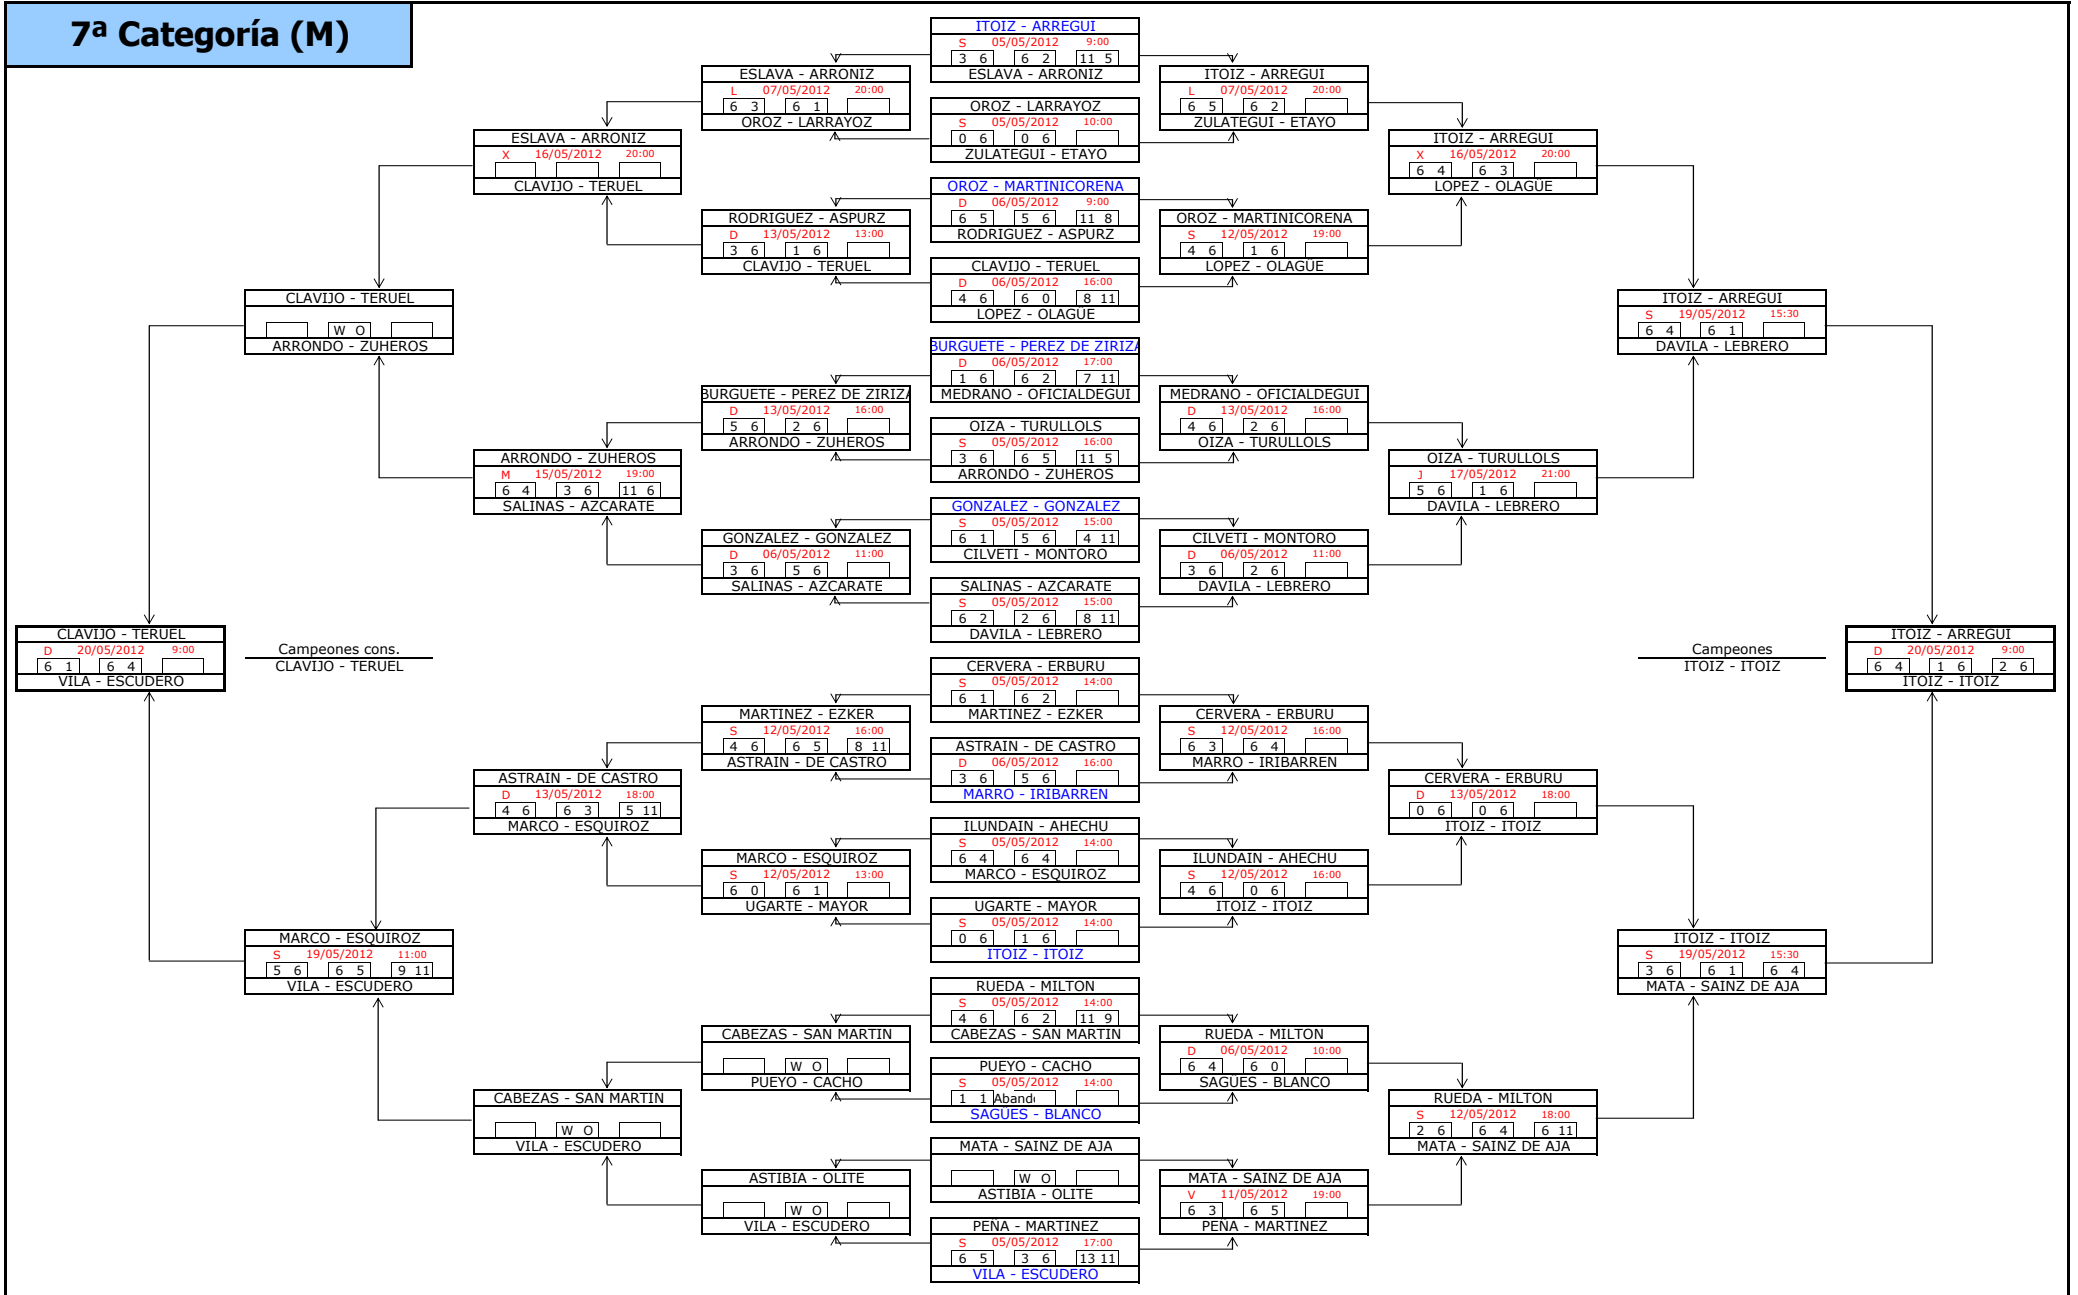 7ª Categoría (M)
ITOIZ - ARREGUI
S 05/05/2012 9:00
3 6 6 2 11 5
ESLAVA - ARRONIZ
OROZ - LARRAYOZ
S 05/05/2012 10:00
0 6 0 6
ZULATEGUI - ETAYO
OROZ - MARTINICORENA
D 06/05/2012 9:00
6 5 5 6 11 8
RODRIGUEZ - ASPURZ
CLAVIJO - TERUEL
D 06/05/2012 16:00
4 6 6 0 8 11
LOPEZ - OLAGÜE
BURGUETE - PEREZ DE ZIRIZA
D 06/05/2012 17:00
1 6 6 2 7 11
MEDRANO - OFICIALDEGUI
OIZA - TURULLOLS
S 05/05/2012 16:00
3 6 6 5 11 5
ARRONDO - ZUHEROS
GONZALEZ - GONZALEZ
S 05/05/2012 15:00
6 1 5 6 4 11
CILVETI - MONTORO
SALINAS - AZCARATE
S 05/05/2012 15:00
6 2 2 6 8 11
DAVILA - LEBRERO
CERVERA - ERBURU
S 05/05/2012 14:00
6 1 6 2
MARTINEZ - EZKER
ASTRAIN - DE CASTRO
D 06/05/2012 16:00
3 6 5 6
MARRO - IRIBARREN
ILUNDAIN - AHECHU
S 05/05/2012 14:00
6 4 6 4
MARCO - ESQUIROZ
UGARTE - MAYOR
S 05/05/2012 14:00
0 6 1 6
ITOIZ - ITOIZ
RUEDA - MILTON
S 05/05/2012 14:00
4 6 6 2 11 9
CABEZAS - SAN MARTIN
PUEYO - CACHO
S 05/05/2012 14:00
1 1 Aband
SAGÜES - BLANCO
MATA - SAINZ DE AJA
W O
ASTIBIA - OLITE
PEÑA - MARTINEZ
S 05/05/2012 17:00
6 5 3 6 13 11
VILA - ESCUDERO
ESLAVA - ARRONIZ
L 07/05/2012 20:00
6 3 6 1
OROZ - LARRAYOZ
RODRIGUEZ - ASPURZ
D 13/05/2012 13:00
3 6 1 6
CLAVIJO - TERUEL
BURGUETE - PEREZ DE ZIRIZA
D 13/05/2012 16:00
5 6 2 6
ARRONDO - ZUHEROS
GONZALEZ - GONZALEZ
D 06/05/2012 11:00
3 6 5 6
SALINAS - AZCARATE
MARTINEZ - EZKER
S 12/05/2012 16:00
4 6 6 5 8 11
ASTRAIN - DE CASTRO
MARCO - ESQUIROZ
S 12/05/2012 13:00
6 0 6 1
UGARTE - MAYOR
CABEZAS - SAN MARTIN
W O
PUEYO - CACHO
ASTIBIA - OLITE
W O
VILA - ESCUDERO
ESLAVA - ARRONIZ
X 16/05/2012 20:00
CLAVIJO - TERUEL
ARRONDO - ZUHEROS
M 15/05/2012 19:00
6 4 3 6 11 6
SALINAS - AZCARATE
ASTRAIN - DE CASTRO
D 13/05/2012 18:00
4 6 6 3 5 11
MARCO - ESQUIROZ
CABEZAS - SAN MARTIN
W O
VILA - ESCUDERO
CLAVIJO - TERUEL
W O
ARRONDO - ZUHEROS
MARCO - ESQUIROZ
S 19/05/2012 11:00
5 6 6 5 9 11
VILA - ESCUDERO
CLAVIJO - TERUEL
D 20/05/2012 9:00
6 1 6 4
VILA - ESCUDERO
Campeones cons.
CLAVIJO - TERUEL
ITOIZ - ARREGUI
L 07/05/2012 20:00
6 5 6 2
ZULATEGUI - ETAYO
OROZ - MARTINICORENA
S 12/05/2012 19:00
4 6 1 6
LOPEZ - OLAGÜE
MEDRANO - OFICIALDEGUI
D 13/05/2012 16:00
4 6 2 6
OIZA - TURULLOLS
CILVETI - MONTORO
D 06/05/2012 11:00
3 6 2 6
DAVILA - LEBRERO
CERVERA - ERBURU
S 12/05/2012 16:00
6 3 6 4
MARRO - IRIBARREN
ILUNDAIN - AHECHU
S 12/05/2012 16:00
4 6 0 6
ITOIZ - ITOIZ
RUEDA - MILTON
D 06/05/2012 10:00
6 4 6 0
SAGÜES - BLANCO
MATA - SAINZ DE AJA
V 11/05/2012 19:00
6 3 6 5
PEÑA - MARTINEZ
ITOIZ - ARREGUI
X 16/05/2012 20:00
6 4 6 3
LOPEZ - OLAGÜE
OIZA - TURULLOLS
J 17/05/2012 21:00
5 6 1 6
DAVILA - LEBRERO
CERVERA - ERBURU
D 13/05/2012 18:00
0 6 0 6
ITOIZ - ITOIZ
RUEDA - MILTON
S 12/05/2012 18:00
2 6 6 4 6 11
MATA - SAINZ DE AJA
ITOIZ - ARREGUI
S 19/05/2012 15:30
6 4 6 1
DAVILA - LEBRERO
ITOIZ - ITOIZ
S 19/05/2012 15:30
3 6 6 1 6 4
MATA - SAINZ DE AJA
Campeones
ITOIZ - ITOIZ
ITOIZ - ARREGUI
D 20/05/2012 9:00
6 4 1 6 2 6
ITOIZ - ITOIZ